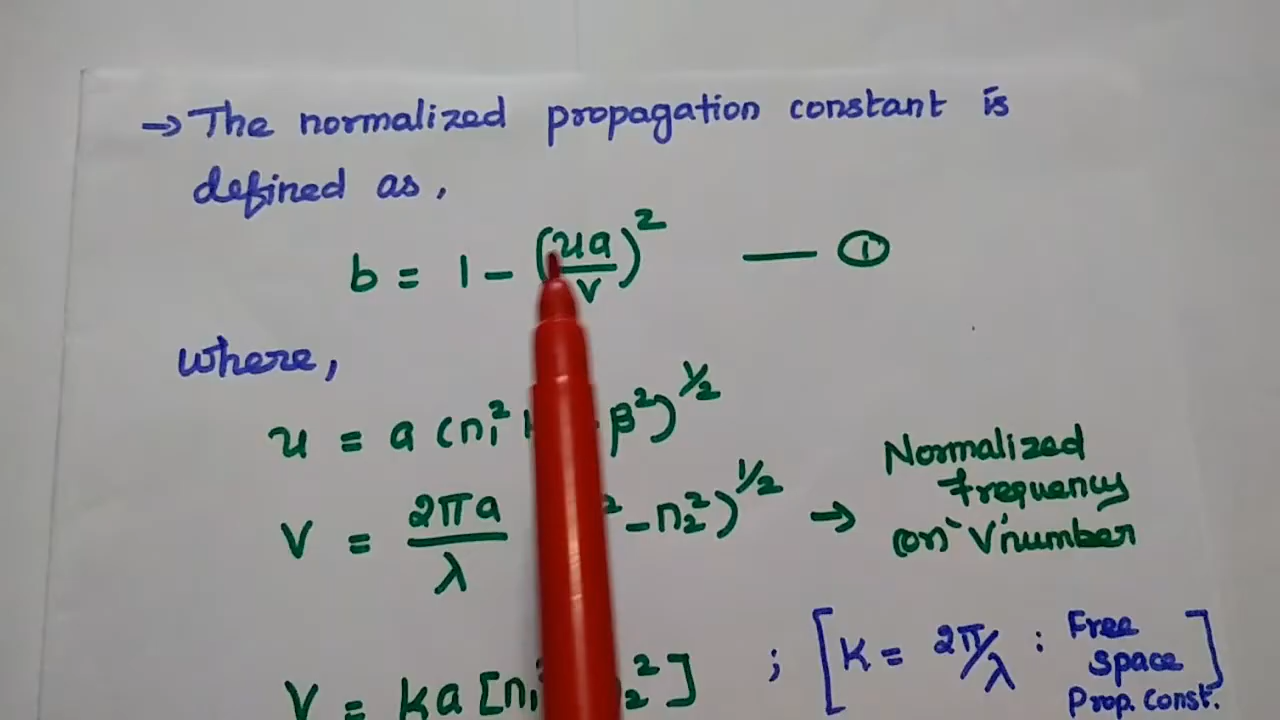 → The normalized propagation constant is
defined as,
b = 1 - (ua/V)² — ①
where,
u = a (n₁² β²)^1/2
V = 2πa/λ ² - n₂²)^1/2 → Normalized frequency (or) 'V' number
V = Ka [n₁ ₂²] ; [K = 2π/λ : Free space Prop. Const.]